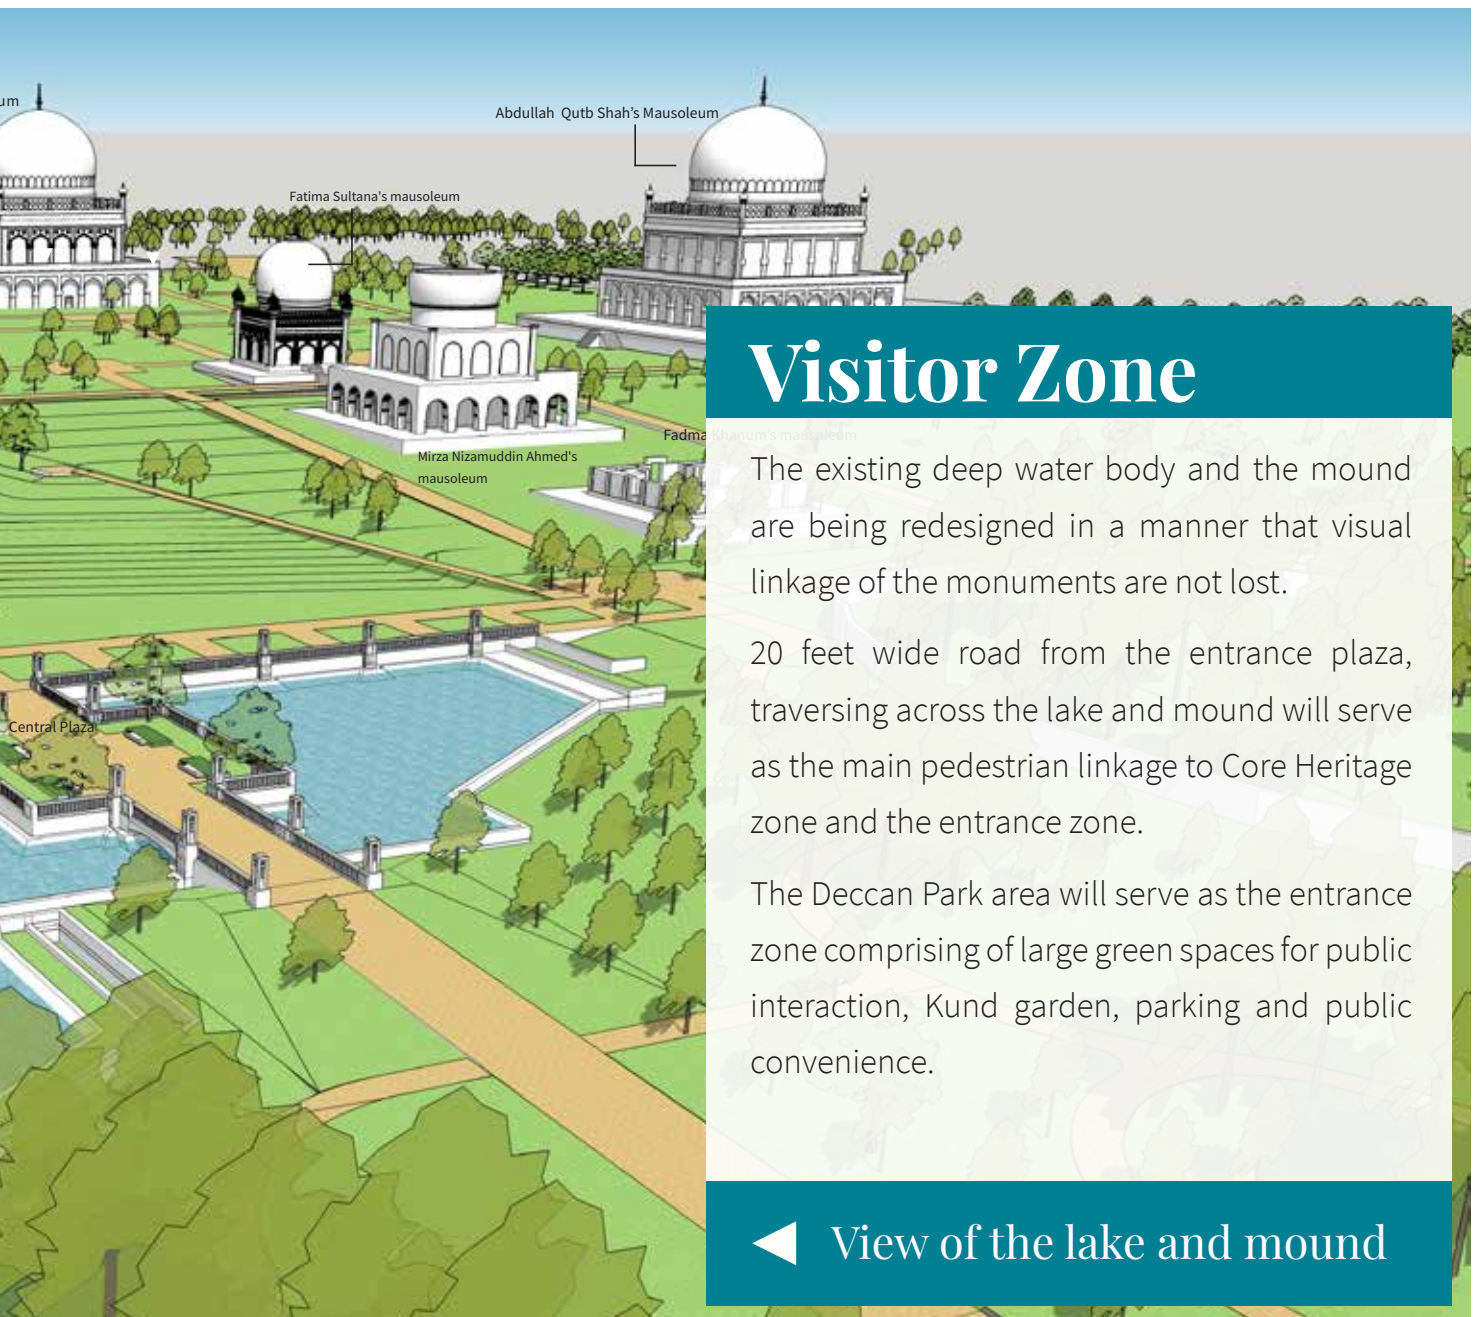 um
Abdullah Qutb Shah's Mausoleum
Fatima Sultana's mausoleum
Mirza Nizamuddin Ahmed's
mausoleum
Fadma Khanum's mausoleum
Central Plaza
Visitor Zone
The existing deep water body and the mound
are being redesigned in a manner that visual
linkage of the monuments are not lost.
20 feet wide road from the entrance plaza,
traversing across the lake and mound will serve
as the main pedestrian linkage to Core Heritage
zone and the entrance zone.
The Deccan Park area will serve as the entrance
zone comprising of large green spaces for public
interaction, Kund garden, parking and public
convenience.
View of the lake and mound